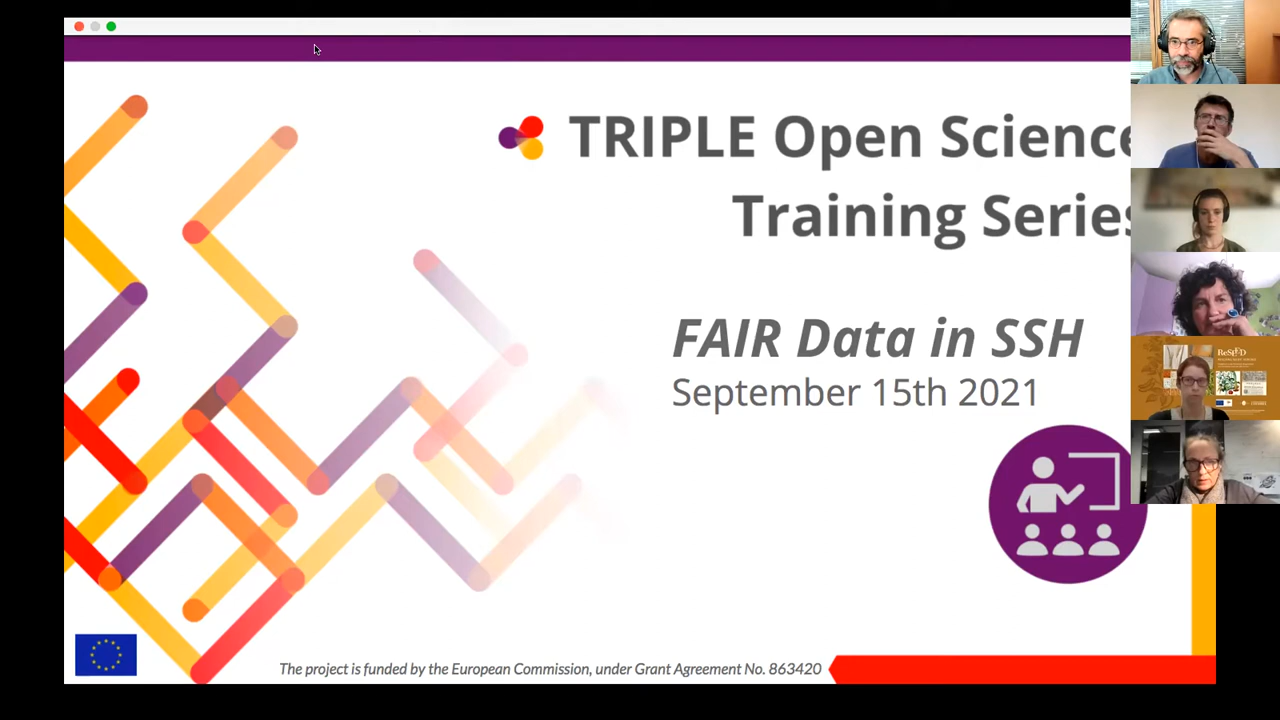 TRIPLE Open Science
Training Series
FAIR Data in SSH
September 15th 2021
The project is funded by the European Commission, under Grant Agreement No. 863420
ReSEED